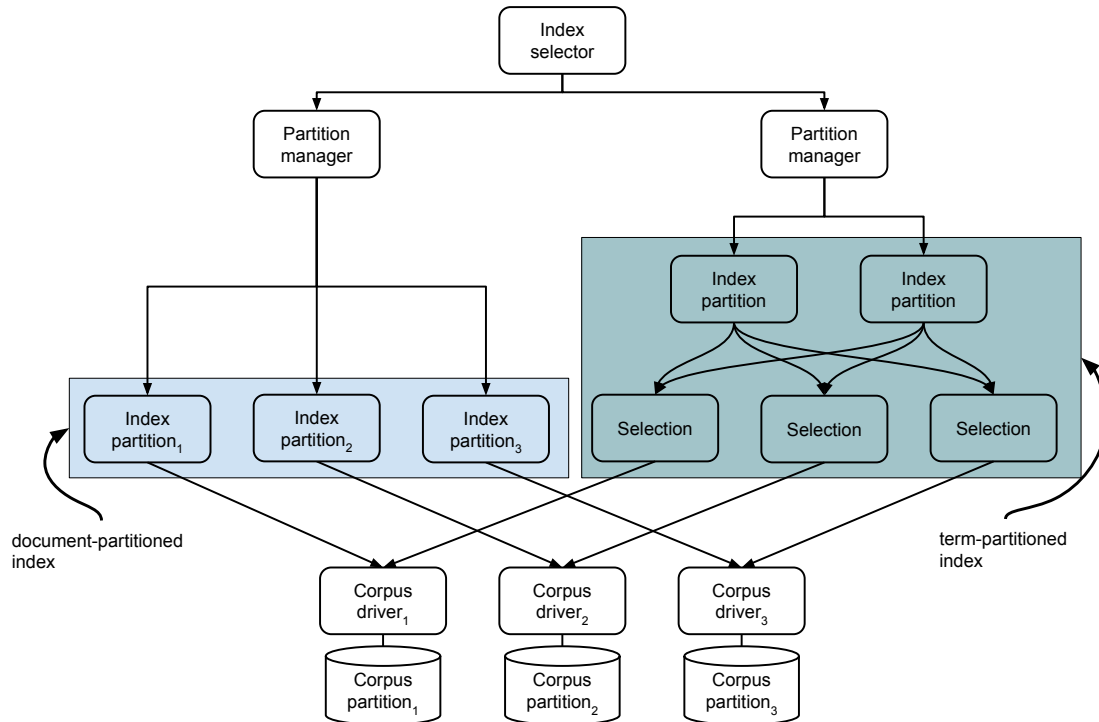 Index
selector
Partition
manager
Partition
manager
Index
partition
Index
partition
Index
partition₁
Index
partition₂
Index
partition₃
Selection
Selection
Selection
document-partitioned
index
term-partitioned
index
Corpus
driver₁
Corpus
driver₂
Corpus
driver₃
Corpus
partition₁
Corpus
partition₂
Corpus
partition₃